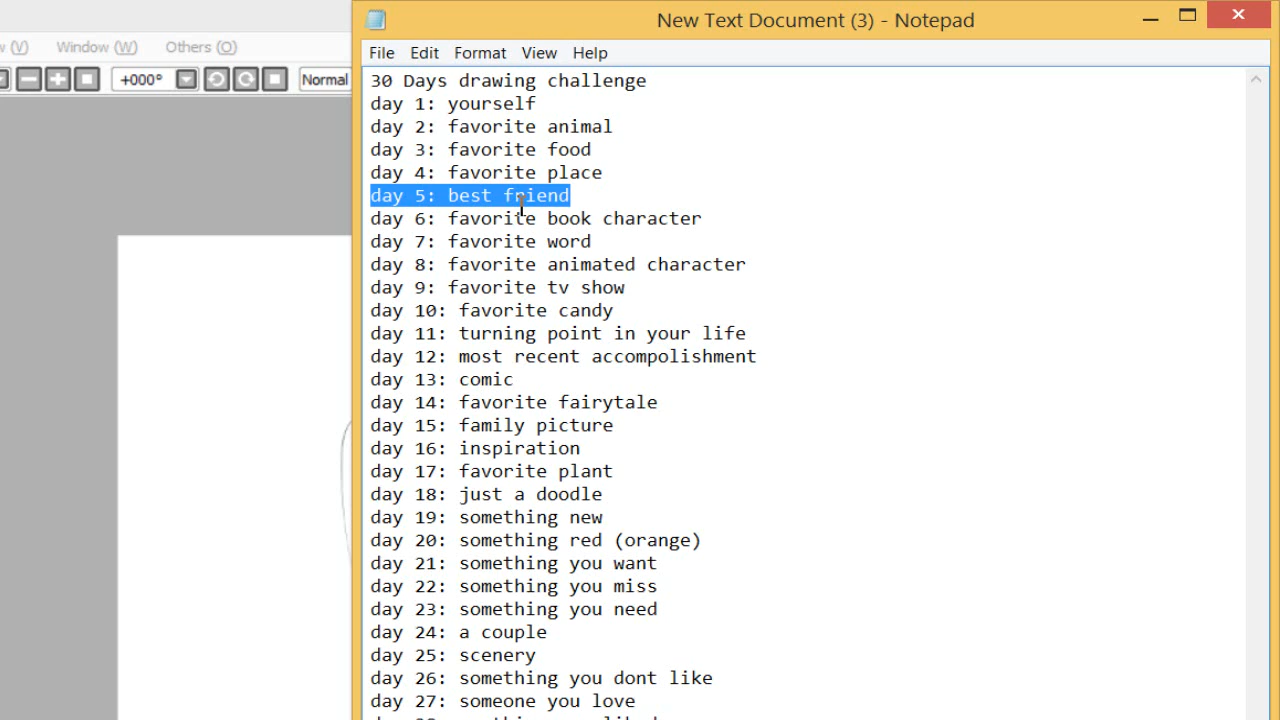 New Text Document (3) - Notepad
(V) Window (W) Others (O)
File Edit Format View Help
+000° Normal
30 Days drawing challenge
day 1: yourself
day 2: favorite animal
day 3: favorite food
day 4: favorite place
day 5: best friend
day 6: favorite book character
day 7: favorite word
day 8: favorite animated character
day 9: favorite tv show
day 10: favorite candy
day 11: turning point in your life
day 12: most recent accompolishment
day 13: comic
day 14: favorite fairytale
day 15: family picture
day 16: inspiration
day 17: favorite plant
day 18: just a doodle
day 19: something new
day 20: something red (orange)
day 21: something you want
day 22: something you miss
day 23: something you need
day 24: a couple
day 25: scenery
day 26: something you dont like
day 27: someone you love